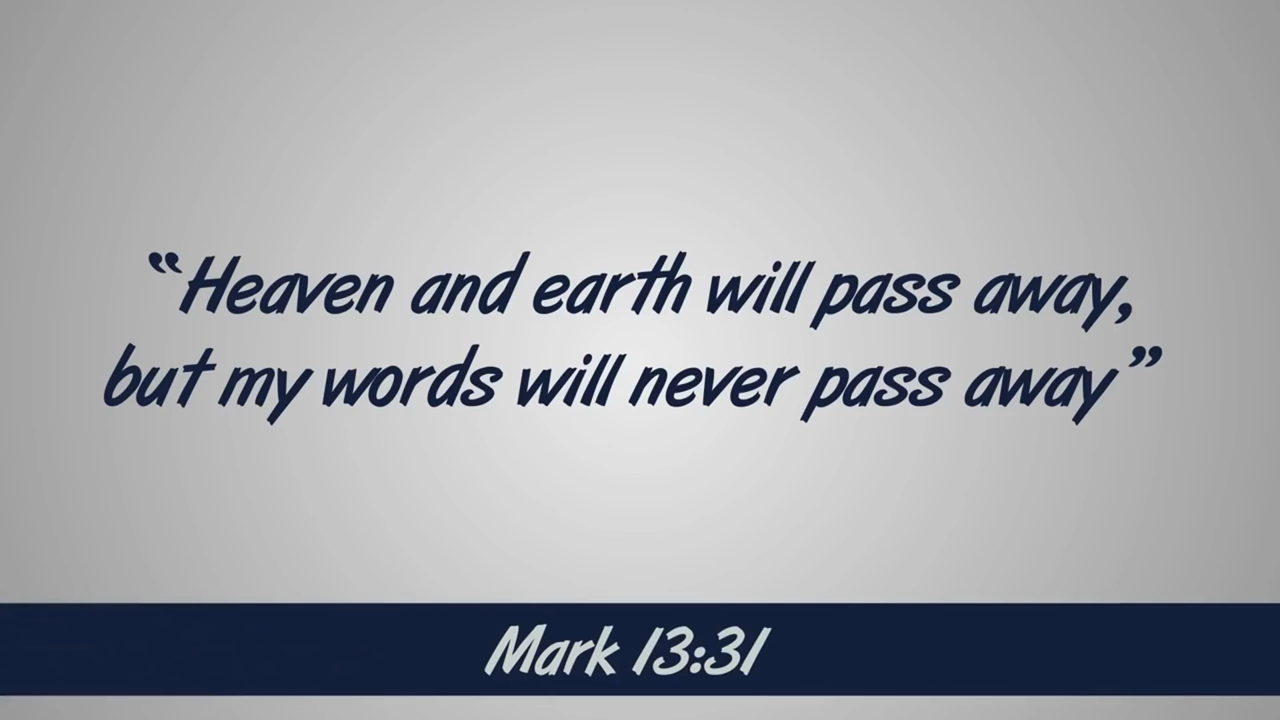 “Heaven and earth will pass away,
but my words will never pass away”
Mark 13:31